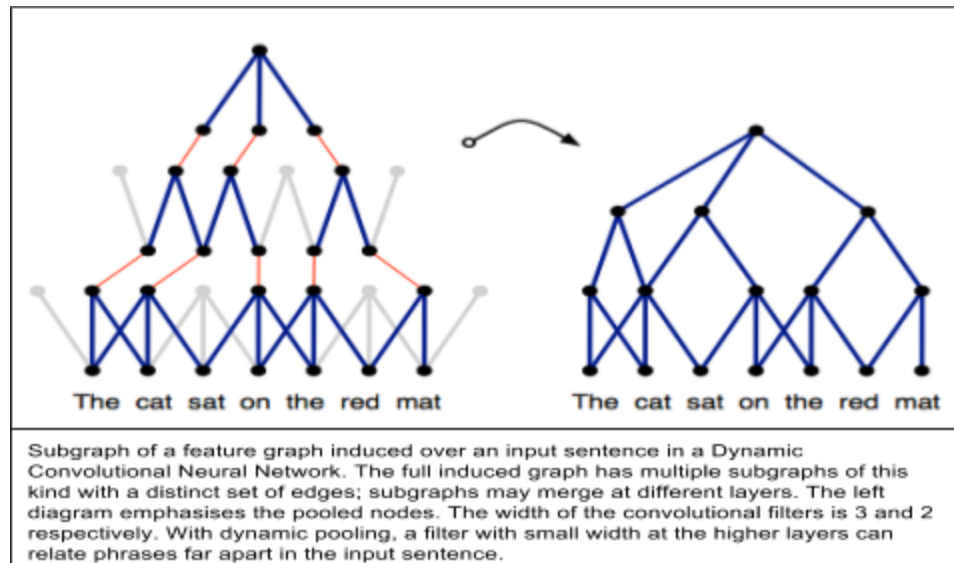 The cat sat on the red mat
The cat sat on the red mat
Subgraph of a feature graph induced over an input sentence in a Dynamic
Convolutional Neural Network. The full induced graph has multiple subgraphs of this
kind with a distinct set of edges; subgraphs may merge at different layers. The left
diagram emphasises the pooled nodes. The width of the convolutional filters is 3 and 2
respectively. With dynamic pooling, a filter with small width at the higher layers can
relate phrases far apart in the input sentence.